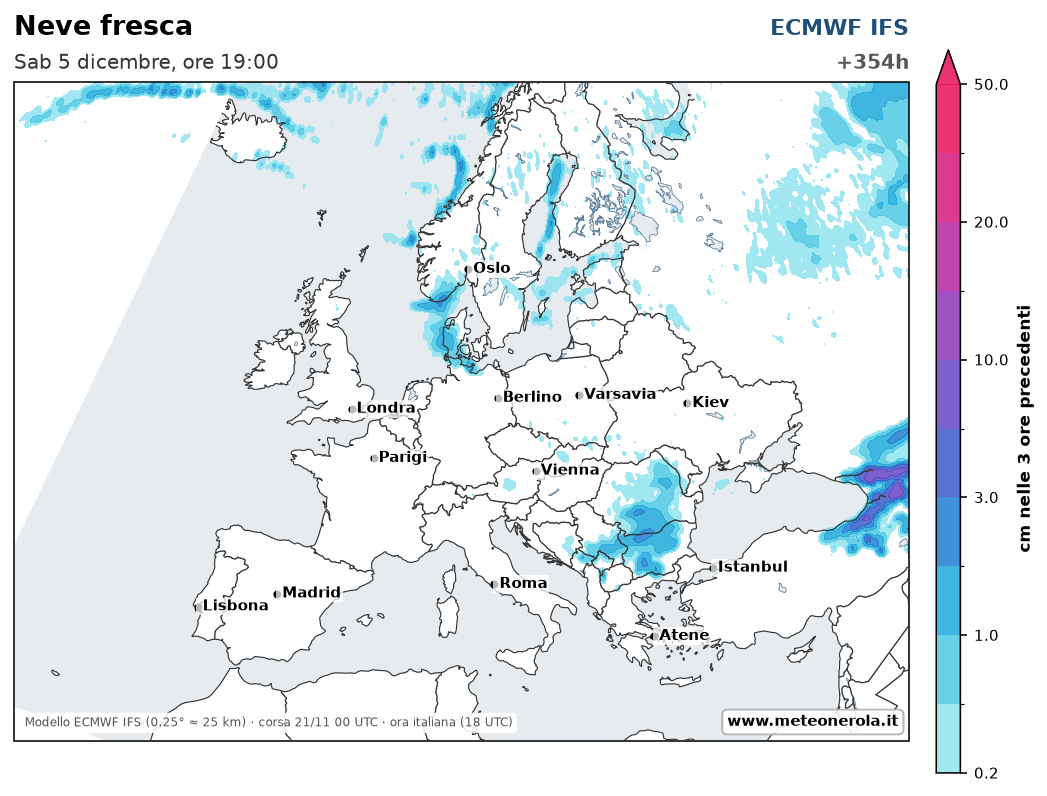 Neve fresca
ECMWF IFS
Sab 5 dicembre, ore 19:00
+354h
50.0
20.0
10.0
3.0
1.0
0.2
cm nelle 3 ore precedenti
Oslo
Berlino
Varsavia
Kiev
Londra
Parigi
Vienna
Istanbul
Roma
Madrid
Lisbona
Atene
Modello ECMWF IFS (0,25° ≈ 25 km) · corsa 21/11 00 UTC · ora italiana (18 UTC)
www.meteonerola.it